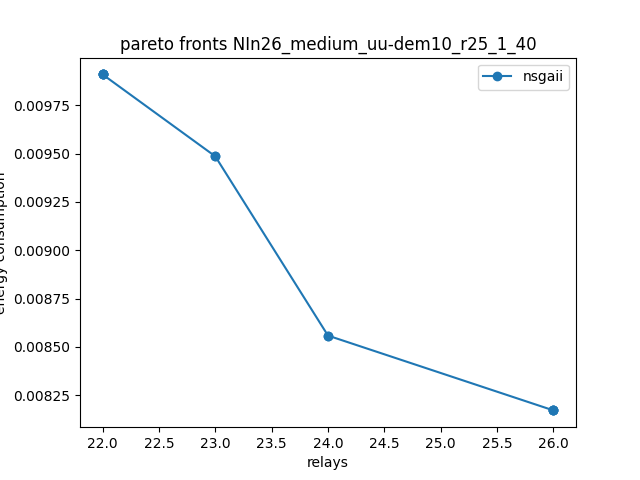 pareto fronts NIn26_medium_uu-dem10_r25_1_40
nsgaii
energy consumption
0.00975
0.00950
0.00925
0.00900
0.00875
0.00850
0.00825
22.0 22.5 23.0 23.5 24.0 24.5 25.0 25.5 26.0
relays